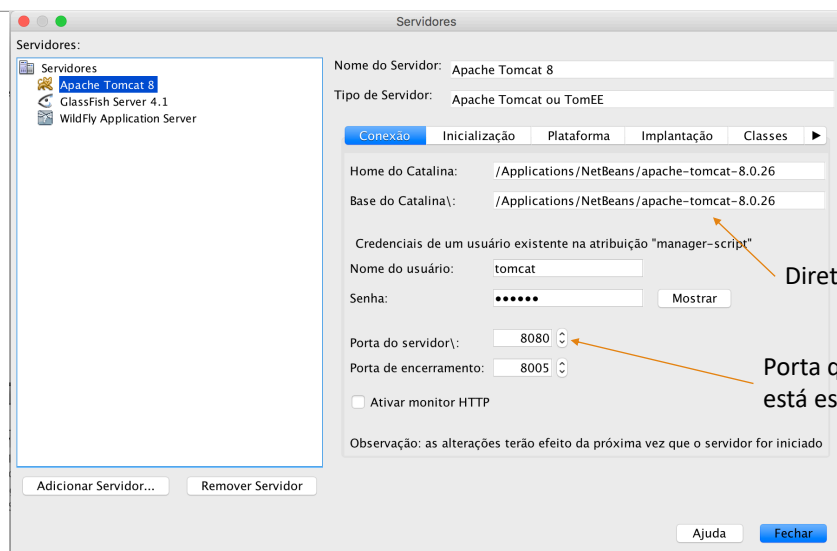 Servidores
Servidores:
Servidores
Apache Tomcat 8
GlassFish Server 4.1
WildFly Application Server
Adicionar Servidor...
Remover Servidor
Nome do Servidor: Apache Tomcat 8
Tipo de Servidor: Apache Tomcat ou TomEE
Conexão Inicialização Plataforma Implantação Classes
Home do Catalina: /Applications/NetBeans/apache-tomcat-8.0.26
Base do Catalina\: /Applications/NetBeans/apache-tomcat-8.0.26
Credenciais de um usuário existente na atribuição "manager-script"
Diret
Nome do usuário: tomcat
Senha: •••••• Mostrar
Porta do servidor\: 8080
Porta q
Porta de encerramento: 8005
está es
Ativar monitor HTTP
Observação: as alterações terão efeito da próxima vez que o servidor for iniciado
Ajuda Fechar